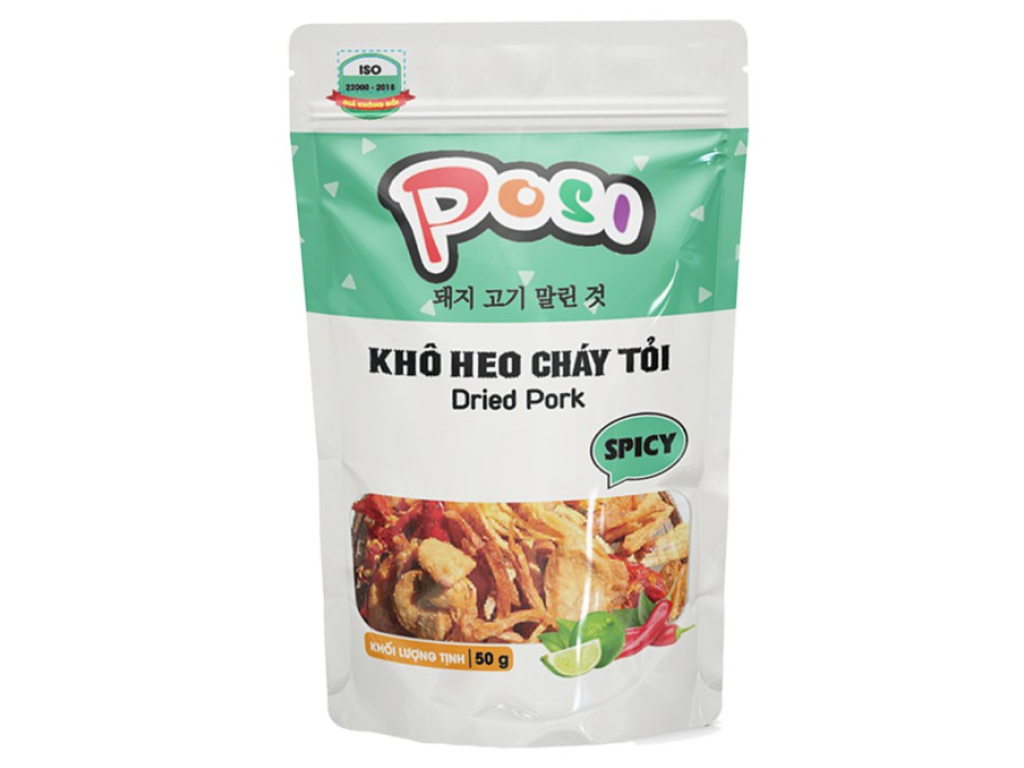 ISO
22000 - 2018
POSI
돼지 고기 말린 것
KHÔ HEO CHÁY TỎI
Dried Pork
SPICY
KHỐI LƯỢNG TỊNH | 50 g